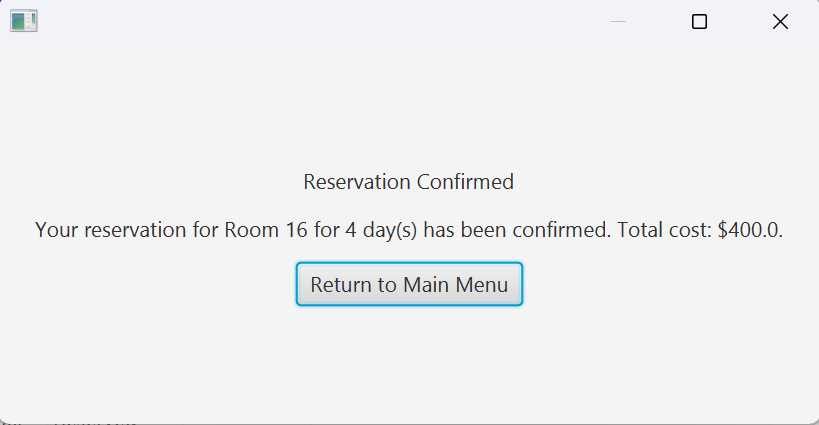 Reservation Confirmed
Your reservation for Room 16 for 4 day(s) has been confirmed. Total cost: $400.0.
Return to Main Menu